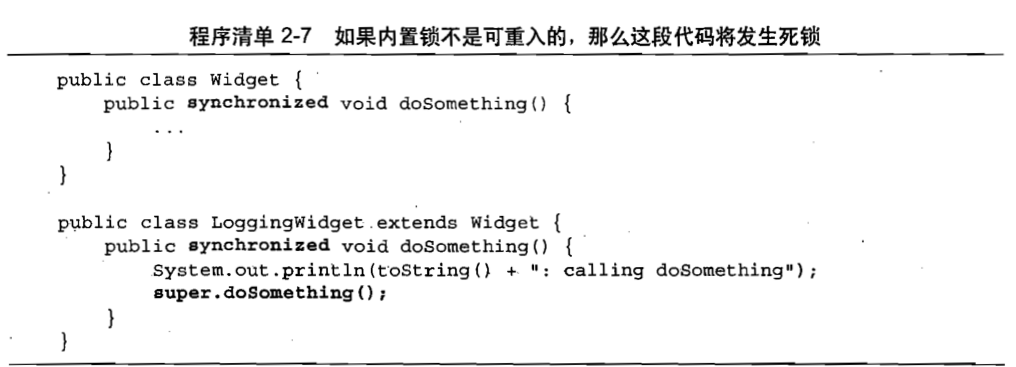 程序清单 2-7 如果内置锁不是可重入的，那么这段代码将发生死锁
public class Widget {
    public synchronized void doSomething() {
        ...
    }
}
public class LoggingWidget extends Widget {
    public synchronized void doSomething() {
        System.out.println(toString() + ": calling doSomething");
        super.doSomething();
    }
}